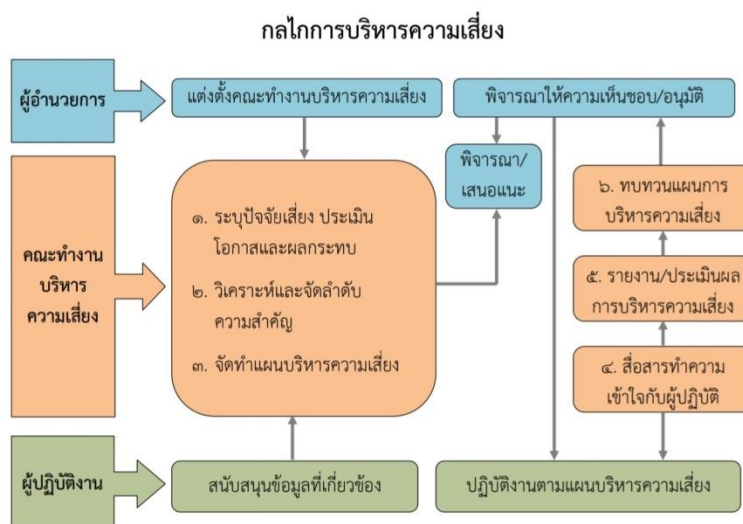 กลไกการบริหารความเสี่ยง
ผู้อำนวยการ
แต่งตั้งคณะทำงานบริหารความเสี่ยง
พิจารณาให้ความเห็นชอบ/อนุมัติ
พิจารณา/
เสนอแนะ
คณะทำงาน
บริหาร
ความเสี่ยง
๑. ระบุปัจจัยเสี่ยง ประเมิน
โอกาสและผลกระทบ
๒. วิเคราะห์และจัดลำดับ
ความสำคัญ
๓. จัดทำแผนบริหารความเสี่ยง
๖. ทบทวนแผนการ
บริหารความเสี่ยง
๕. รายงาน/ประเมินผล
การบริหารความเสี่ยง
๔. สื่อสารทำความ
เข้าใจกับผู้ปฏิบัติ
ผู้ปฏิบัติงาน
สนับสนุนข้อมูลที่เกี่ยวข้อง
ปฏิบัติงานตามแผนบริหารความเสี่ยง